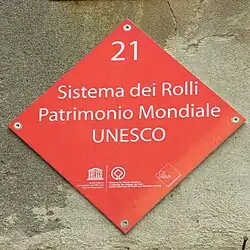 21
Sistema dei Rolli
Patrimonio Mondiale
UNESCO